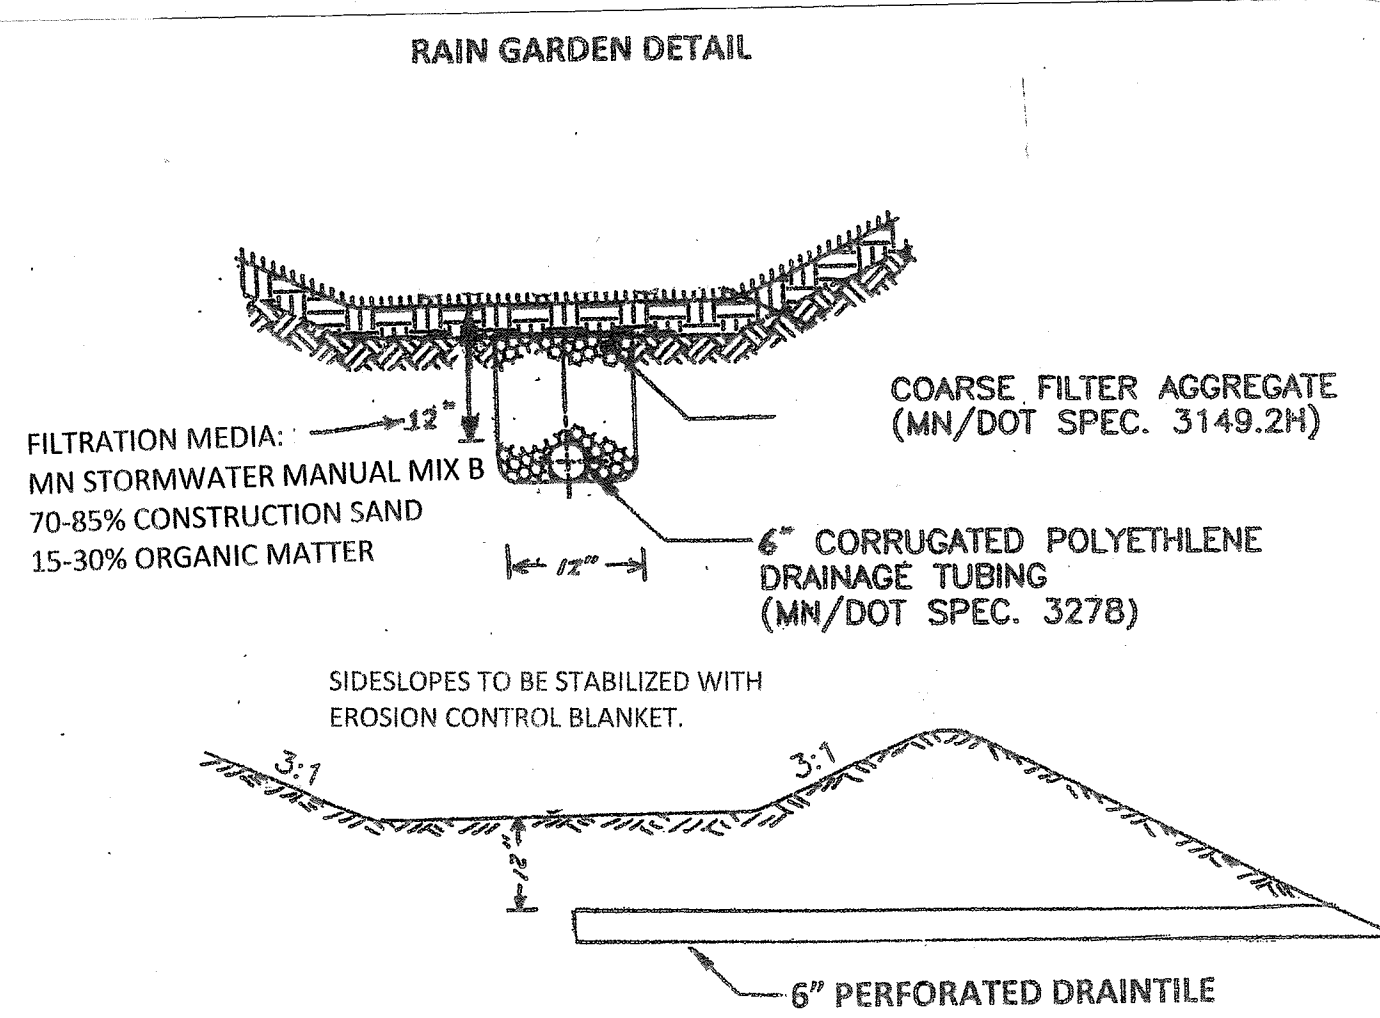 RAIN GARDEN DETAIL
COARSE FILTER AGGREGATE
(MN/DOT SPEC. 3149.2H)
12"
FILTRATION MEDIA:
MN STORMWATER MANUAL MIX B
70-85% CONSTRUCTION SAND
15-30% ORGANIC MATTER
6" CORRUGATED POLYETHLENE
DRAINAGE TUBING
(MN/DOT SPEC. 3278)
12"
SIDESLOPES TO BE STABILIZED WITH
EROSION CONTROL BLANKET.
3:1
3:1
12"
6” PERFORATED DRAINTILE